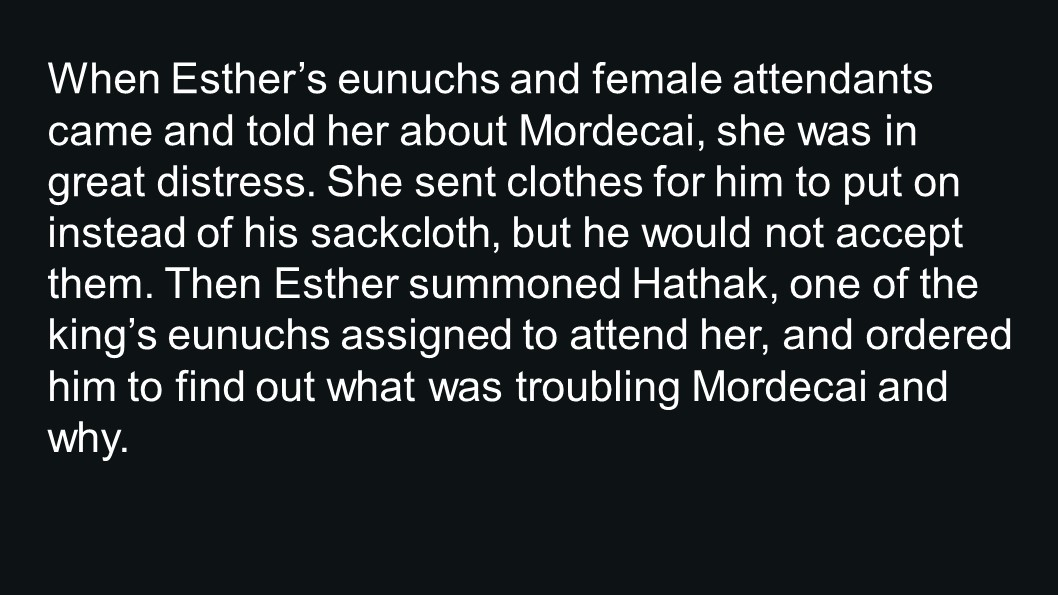 When Esther’s eunuchs and female attendants
came and told her about Mordecai, she was in
great distress. She sent clothes for him to put on
instead of his sackcloth, but he would not accept
them. Then Esther summoned Hathak, one of the
king’s eunuchs assigned to attend her, and ordered
him to find out what was troubling Mordecai and
why.